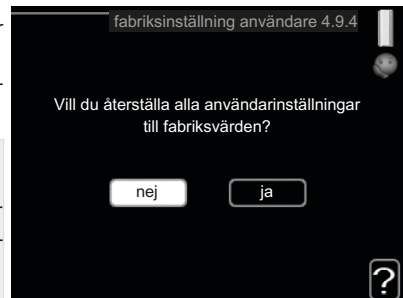 fabriksinställning användare 4.9.4
Vill du återställa alla användarinställningar
till fabriksvärden?
nej
ja
?